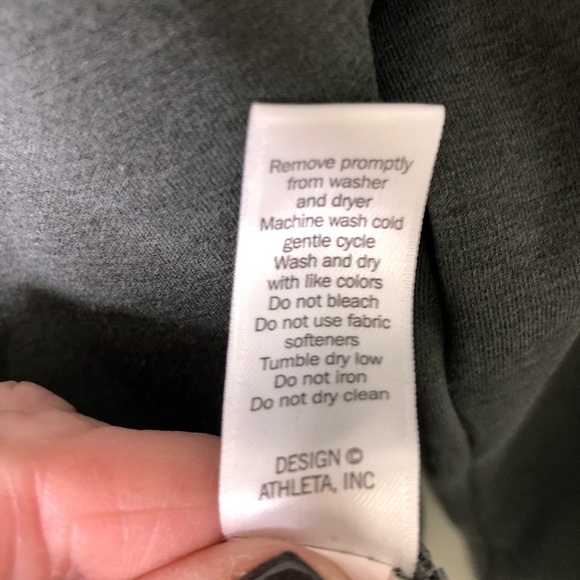 Remove promptly
from washer
and dryer
Machine wash cold
gentle cycle
Wash and dry
with like colors
Do not bleach
Do not use fabric
softeners
Tumble dry low
Do not iron
Do not dry clean
DESIGN ©
ATHLETA, INC